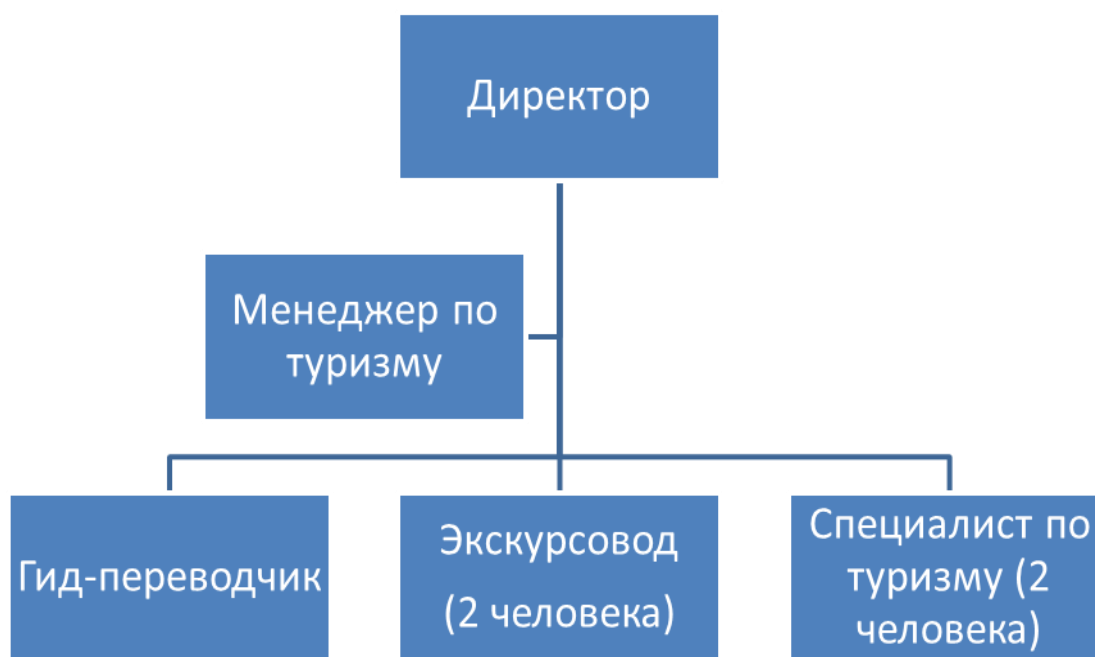 Директор
Менеджер по
туризму
Гид-переводчик
Экскурсовод
(2 человека)
Специалист по
туризму (2
человека)